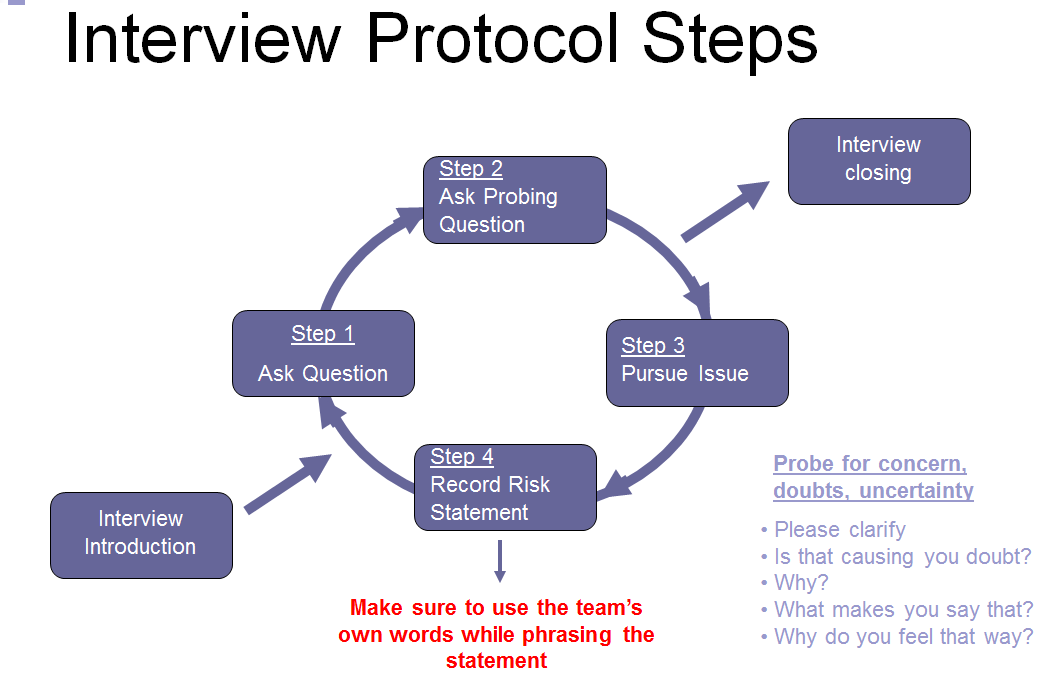 Interview Protocol Steps
Interview
closing
Step 2
Ask Probing
Question
Step 1
Ask Question
Step 3
Pursue Issue
Step 4
Record Risk
Statement
Interview
Introduction
Make sure to use the team’s
own words while phrasing the
statement
Probe for concern,
doubts, uncertainty
• Please clarify
• Is that causing you doubt?
• Why?
• What makes you say that?
• Why do you feel that way?